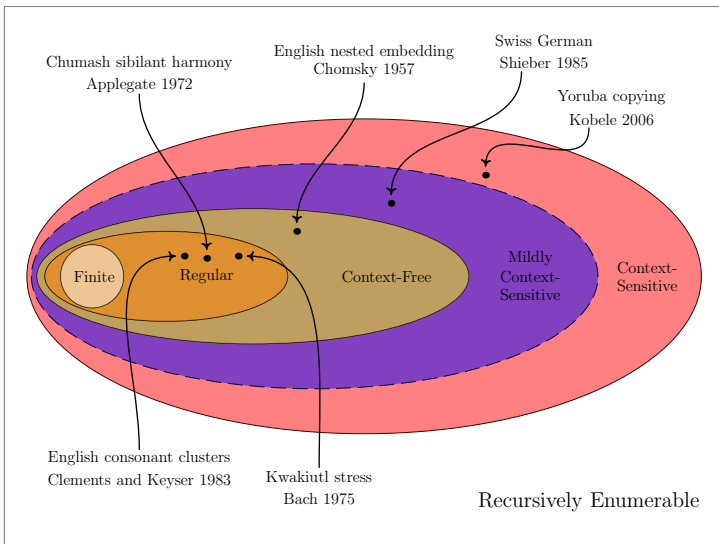 Chumash sibilant harmony
Applegate 1972
English nested embedding
Chomsky 1957
Swiss German
Shieber 1985
Yoruba copying
Kobele 2006
Finite
Regular
Context-Free
Mildly
Context-
Sensitive
Context-
Sensitive
English consonant clusters
Clements and Keyser 1983
Kwakiutl stress
Bach 1975
Recursively Enumerable